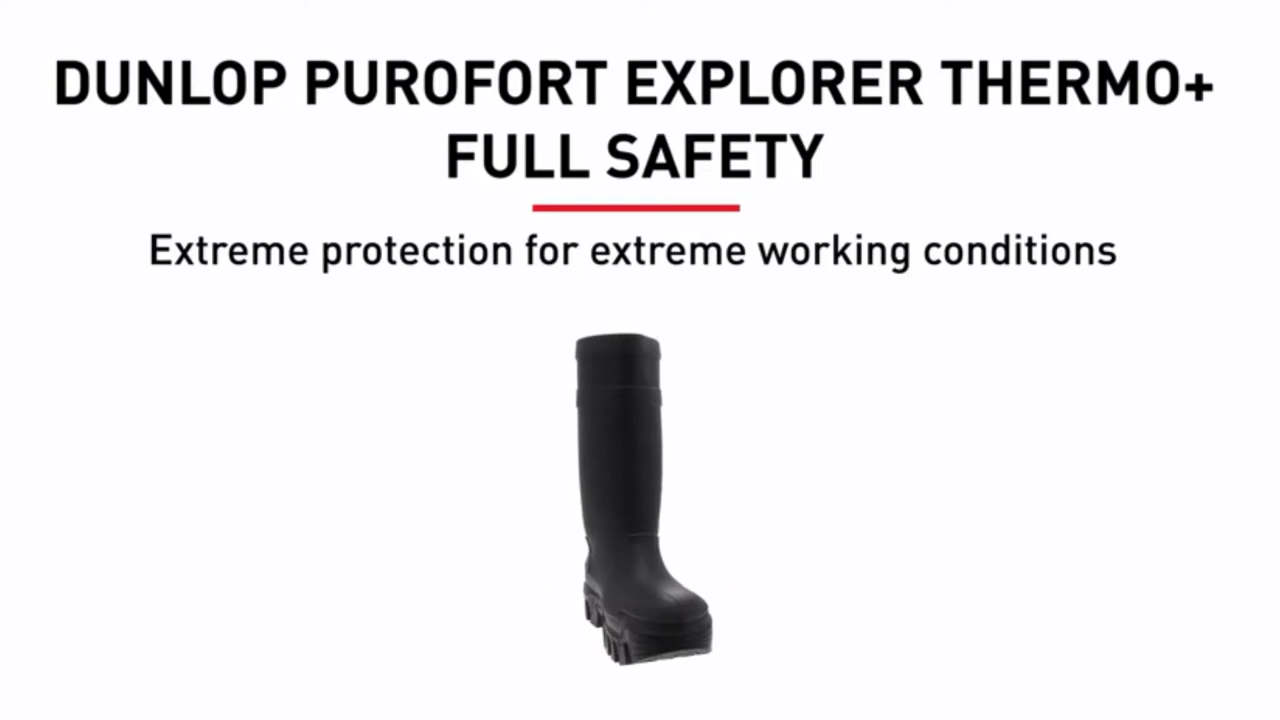 DUNLOP PUROFORT EXPLORER THERMO+
FULL SAFETY
Extreme protection for extreme working conditions